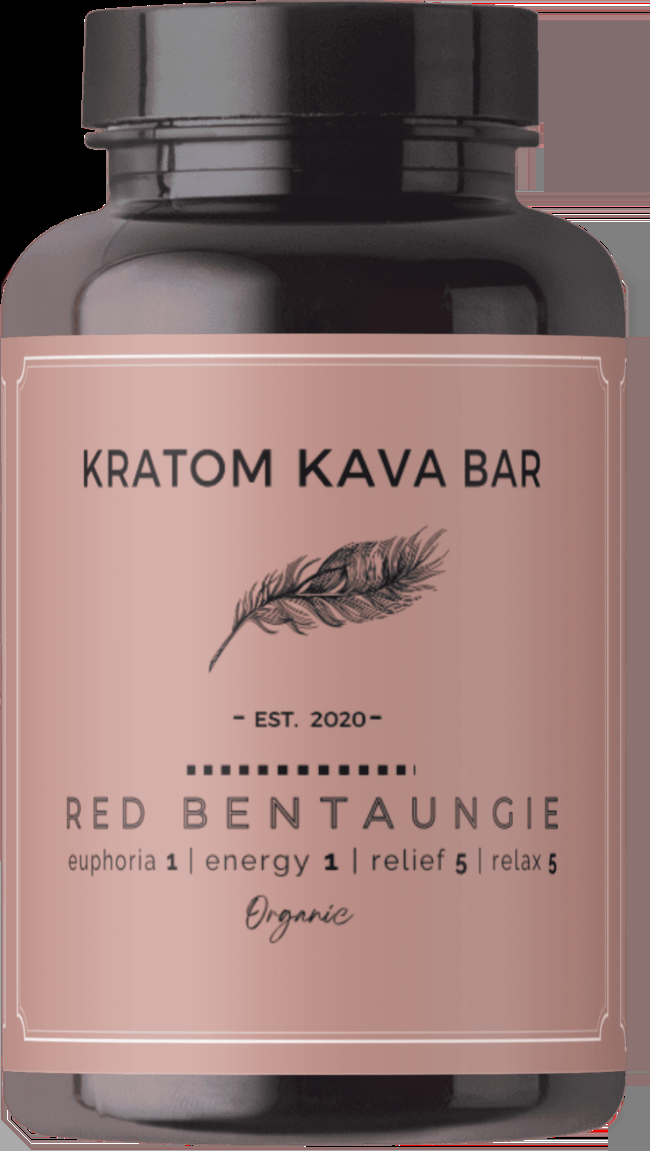 KRATOM KAVA BAR
- EST. 2020-
RED BENTAUNGIE
euphoria 1 | energy 1 | relief 5 | relax 5
Organic